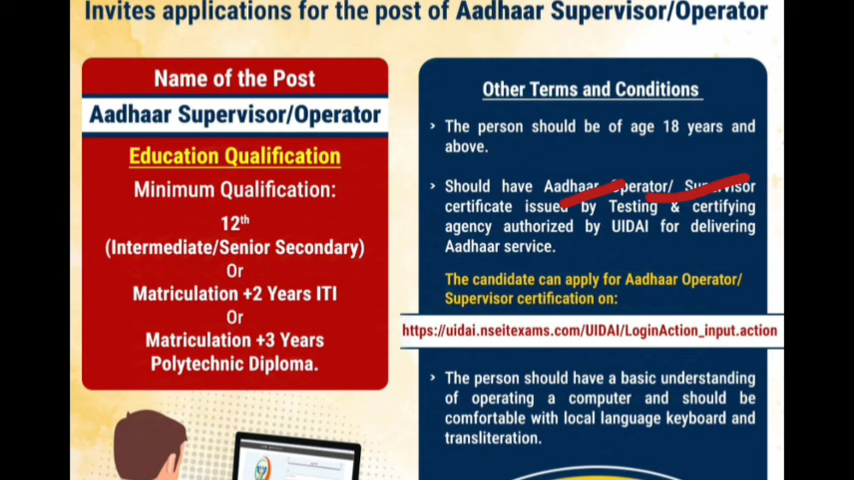 Invites applications for the post of Aadhaar Supervisor/Operator
Name of the Post
Aadhaar Supervisor/Operator
Education Qualification
Minimum Qualification:
12th
(Intermediate/Senior Secondary)
Or
Matriculation +2 Years ITI
Or
Matriculation +3 Years
Polytechnic Diploma.
Other Terms and Conditions
› The person should be of age 18 years and
above.
› Should have Aadhaar Operator/ Supervisor
certificate issued by Testing & certifying
agency authorized by UIDAI for delivering
Aadhaar service.
The candidate can apply for Aadhaar Operator/
Supervisor certification on:
https://uidai.nseitexams.com/UIDAI/LoginAction_input.action
› The person should have a basic understanding
of operating a computer and should be
comfortable with local language keyboard and
transliteration.